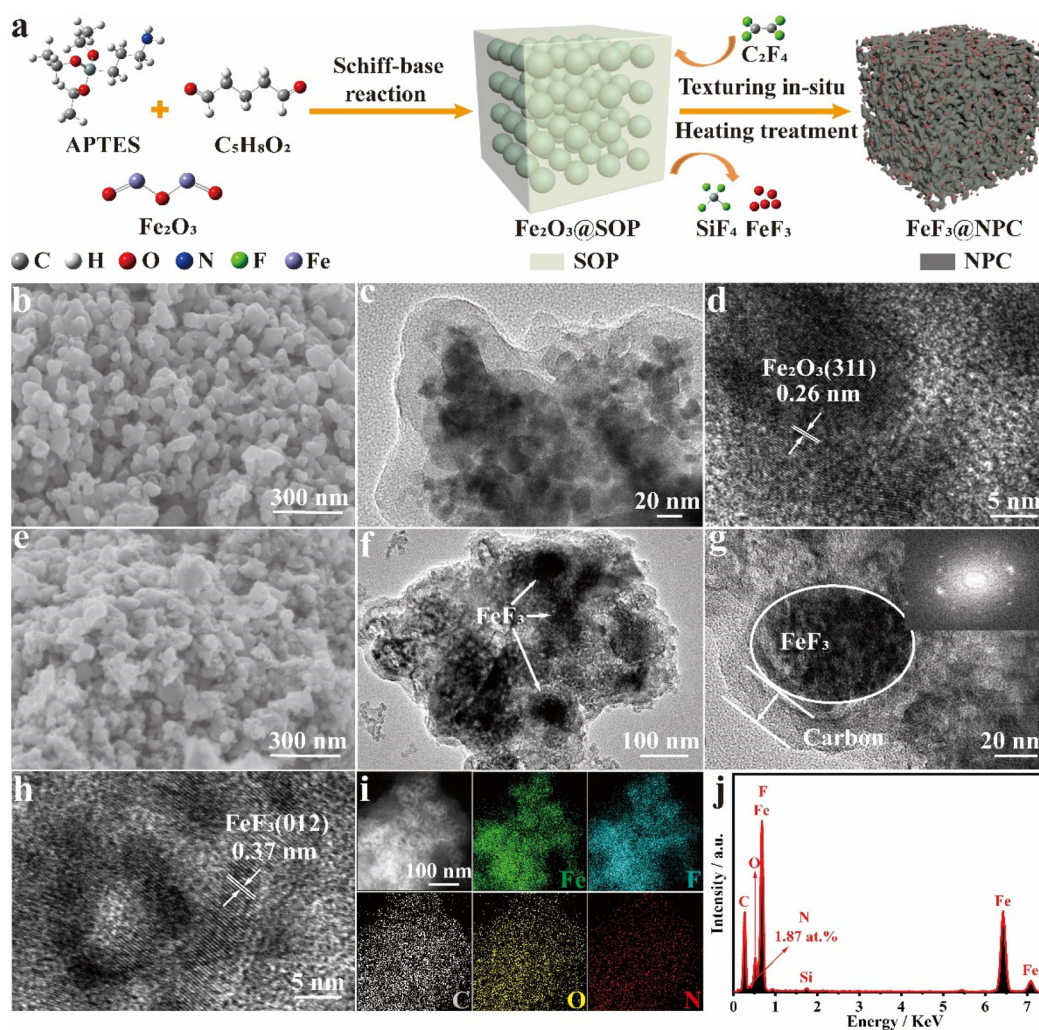 a
APTES
C₅H₈O₂
Fe₂O₃
Schiff-base
reaction
Fe₂O₃@SOP
SOP
C₂F₄
Texturing in-situ
Heating treatment
SiF₄ FeF₃
FeF₃@NPC
NPC
C H O N F Fe
b
300 nm
c
20 nm
d
Fe₂O₃(311)
0.26 nm
5 nm
e
300 nm
f
FeF₃
100 nm
g
FeF₃
Carbon
20 nm
h
FeF₃(012)
0.37 nm
5 nm
i
100 nm
Fe
F
C
O
N
j
Intensity / a.u.
F
Fe
O
C
N
1.87 at.%
Si
Fe
Fe
0 1 2 3 4 5 6 7
Energy / KeV